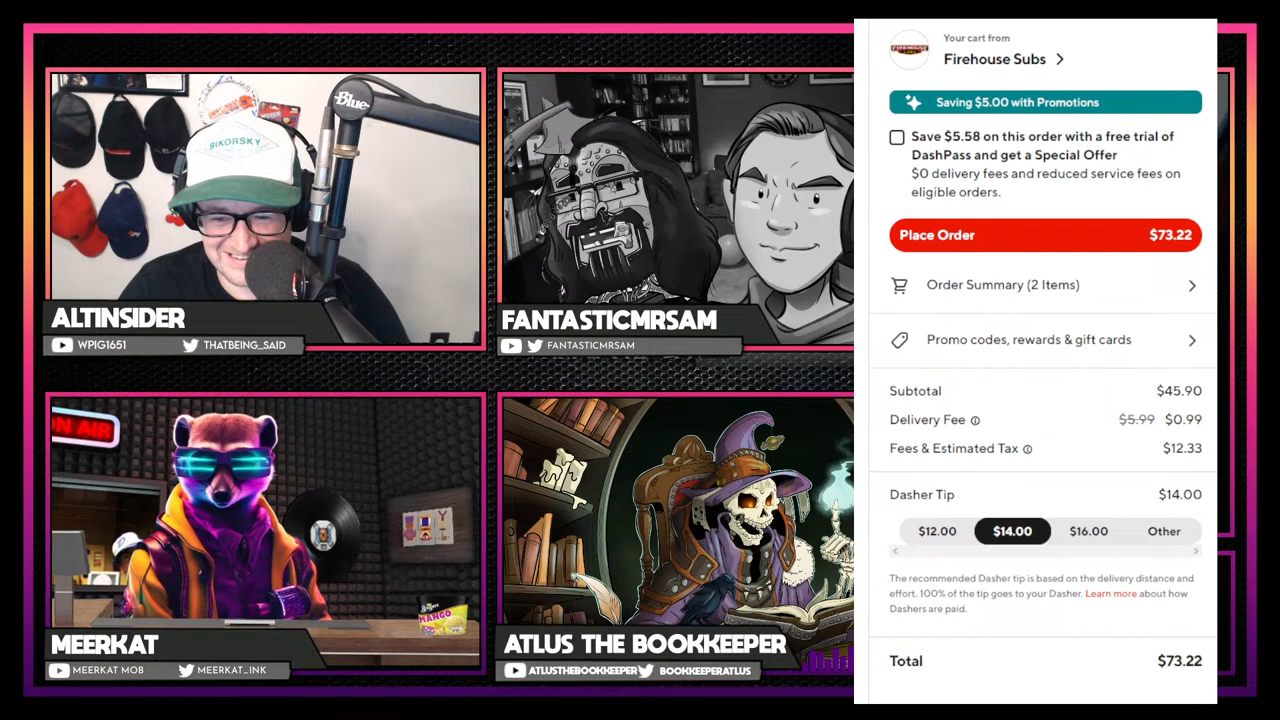 Blue
SIKORSKY
ALTINSIDER
WPIG1651
THATBEING_SAID
FANTASTICMRSAM
FANTASTICMRSAM
ON AIR
MANGO
MEERKAT
MEERKAT MOB
MEERKAT_INK
ATLUS THE BOOKKEEPER
ATLUSTHEBOOKKEEPER
BOOKKEEPERATLUS
FIREHOUSE
SUBS
Your cart from
Firehouse Subs
Saving $5.00 with Promotions
Save $5.58 on this order with a free trial of
DashPass and get a Special Offer
$0 delivery fees and reduced service fees on
eligible orders.
Place Order $73.22
Order Summary (2 Items)
Promo codes, rewards & gift cards
Subtotal $45.90
Delivery Fee $5.99 $0.99
Fees & Estimated Tax $12.33
Dasher Tip $14.00
$12.00 $14.00 $16.00 Other
The recommended Dasher tip is based on the delivery distance and
effort. 100% of the tip goes to your Dasher. Learn more about how
Dashers are paid.
Total $73.22